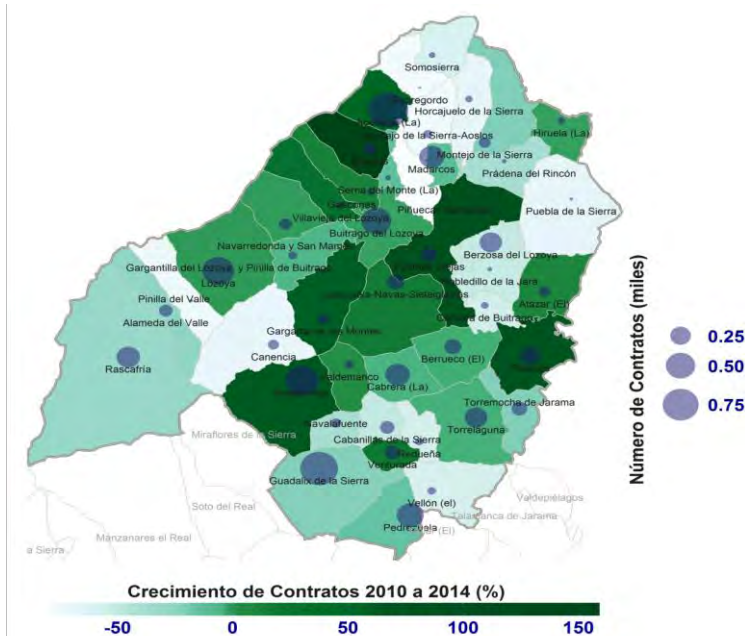 Somosierra
Horcajuelo de la Sierra
(La)
Hiruela (La)
Madarcos
Montejo de la Sierra
Prádena del Rincón
Serna del Monte (La)
Puebla de la Sierra
Gascones
Villavieja del Lozoya
Buitrago del Lozoya
Navarredonda y San Mamés
Berzosa del Lozoya
Gargantilla del Lozoya y Pinilla de Buitrago
Lozoya
Robledillo de la Jara
Pinilla del Valle
Atazar (El)
Alameda del Valle
Cervera de Buitrago
Gargantilla del Montes
Canencia
Berrueco (El)
Rascafría
Valdemanco
Cabrera (La)
Torremocha de Jarama
Navalafuente
Torrelaguna
Miraflores de la Sierra
Cabanillas de la Sierra
Redueña
Venturada
Guadalix de la Sierra
Vellón (el)
Valdepiélagos
Soto del Real
Talamanca de Jarama
Pedrezuela
(El)
Manzanares el Real
a Sierra
Número de Contratos (miles)
0.25
0.50
0.75
Crecimiento de Contratos 2010 a 2014 (%)
-50 0 50 100 150